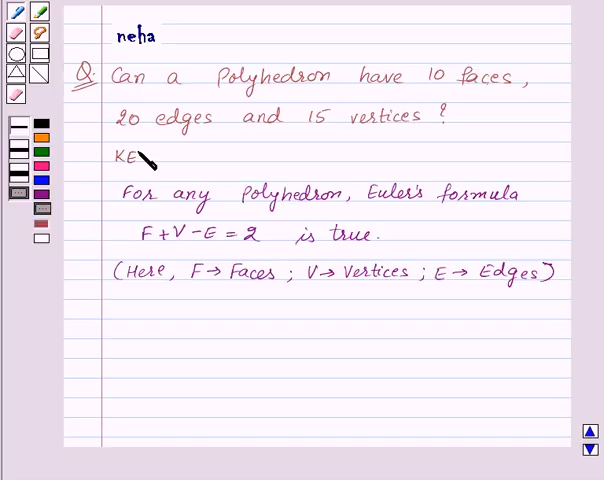 neha
Q. Can a Polyhedron have 10 faces,
20 edges and 15 vertices ?
KE
For any Polyhedron, Euler's formula
F + V - E = 2 is true.
(Here, F → Faces ; V → Vertices ; E → Edges)